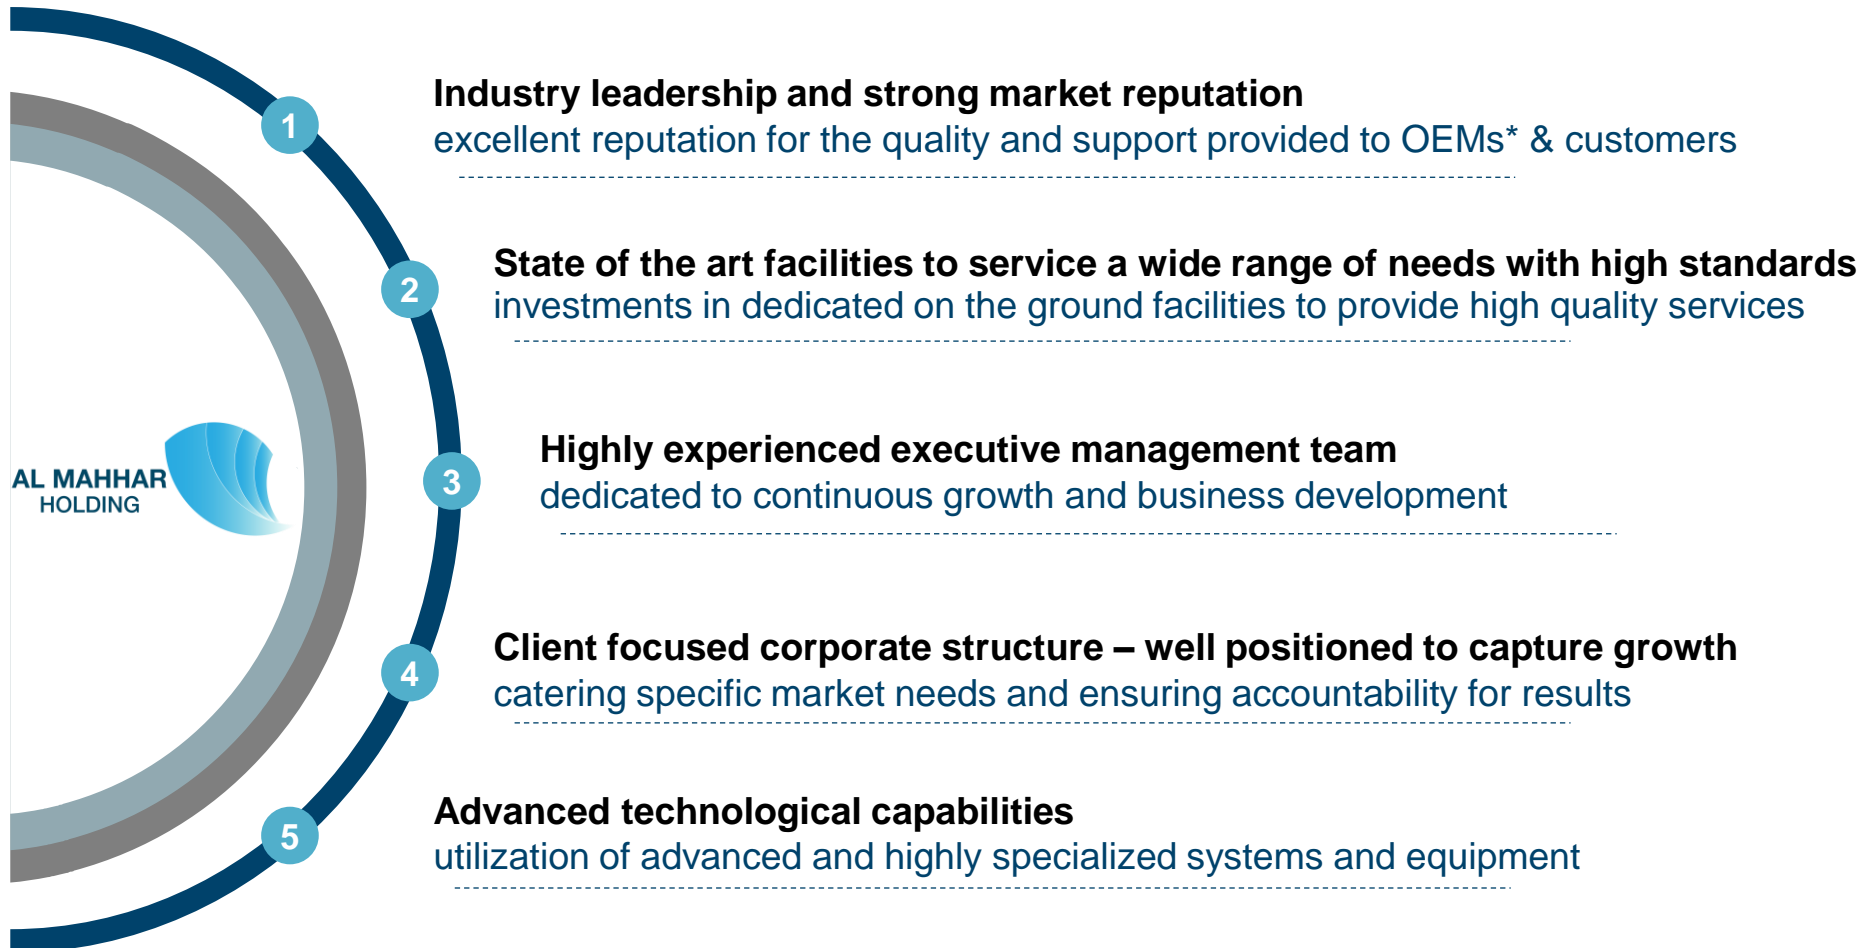 1
Industry leadership and strong market reputation
excellent reputation for the quality and support provided to OEMs* & customers
2
State of the art facilities to service a wide range of needs with high standards
investments in dedicated on the ground facilities to provide high quality services
AL MAHHAR
HOLDING
3
Highly experienced executive management team
dedicated to continuous growth and business development
4
Client focused corporate structure – well positioned to capture growth
catering specific market needs and ensuring accountability for results
5
Advanced technological capabilities
utilization of advanced and highly specialized systems and equipment